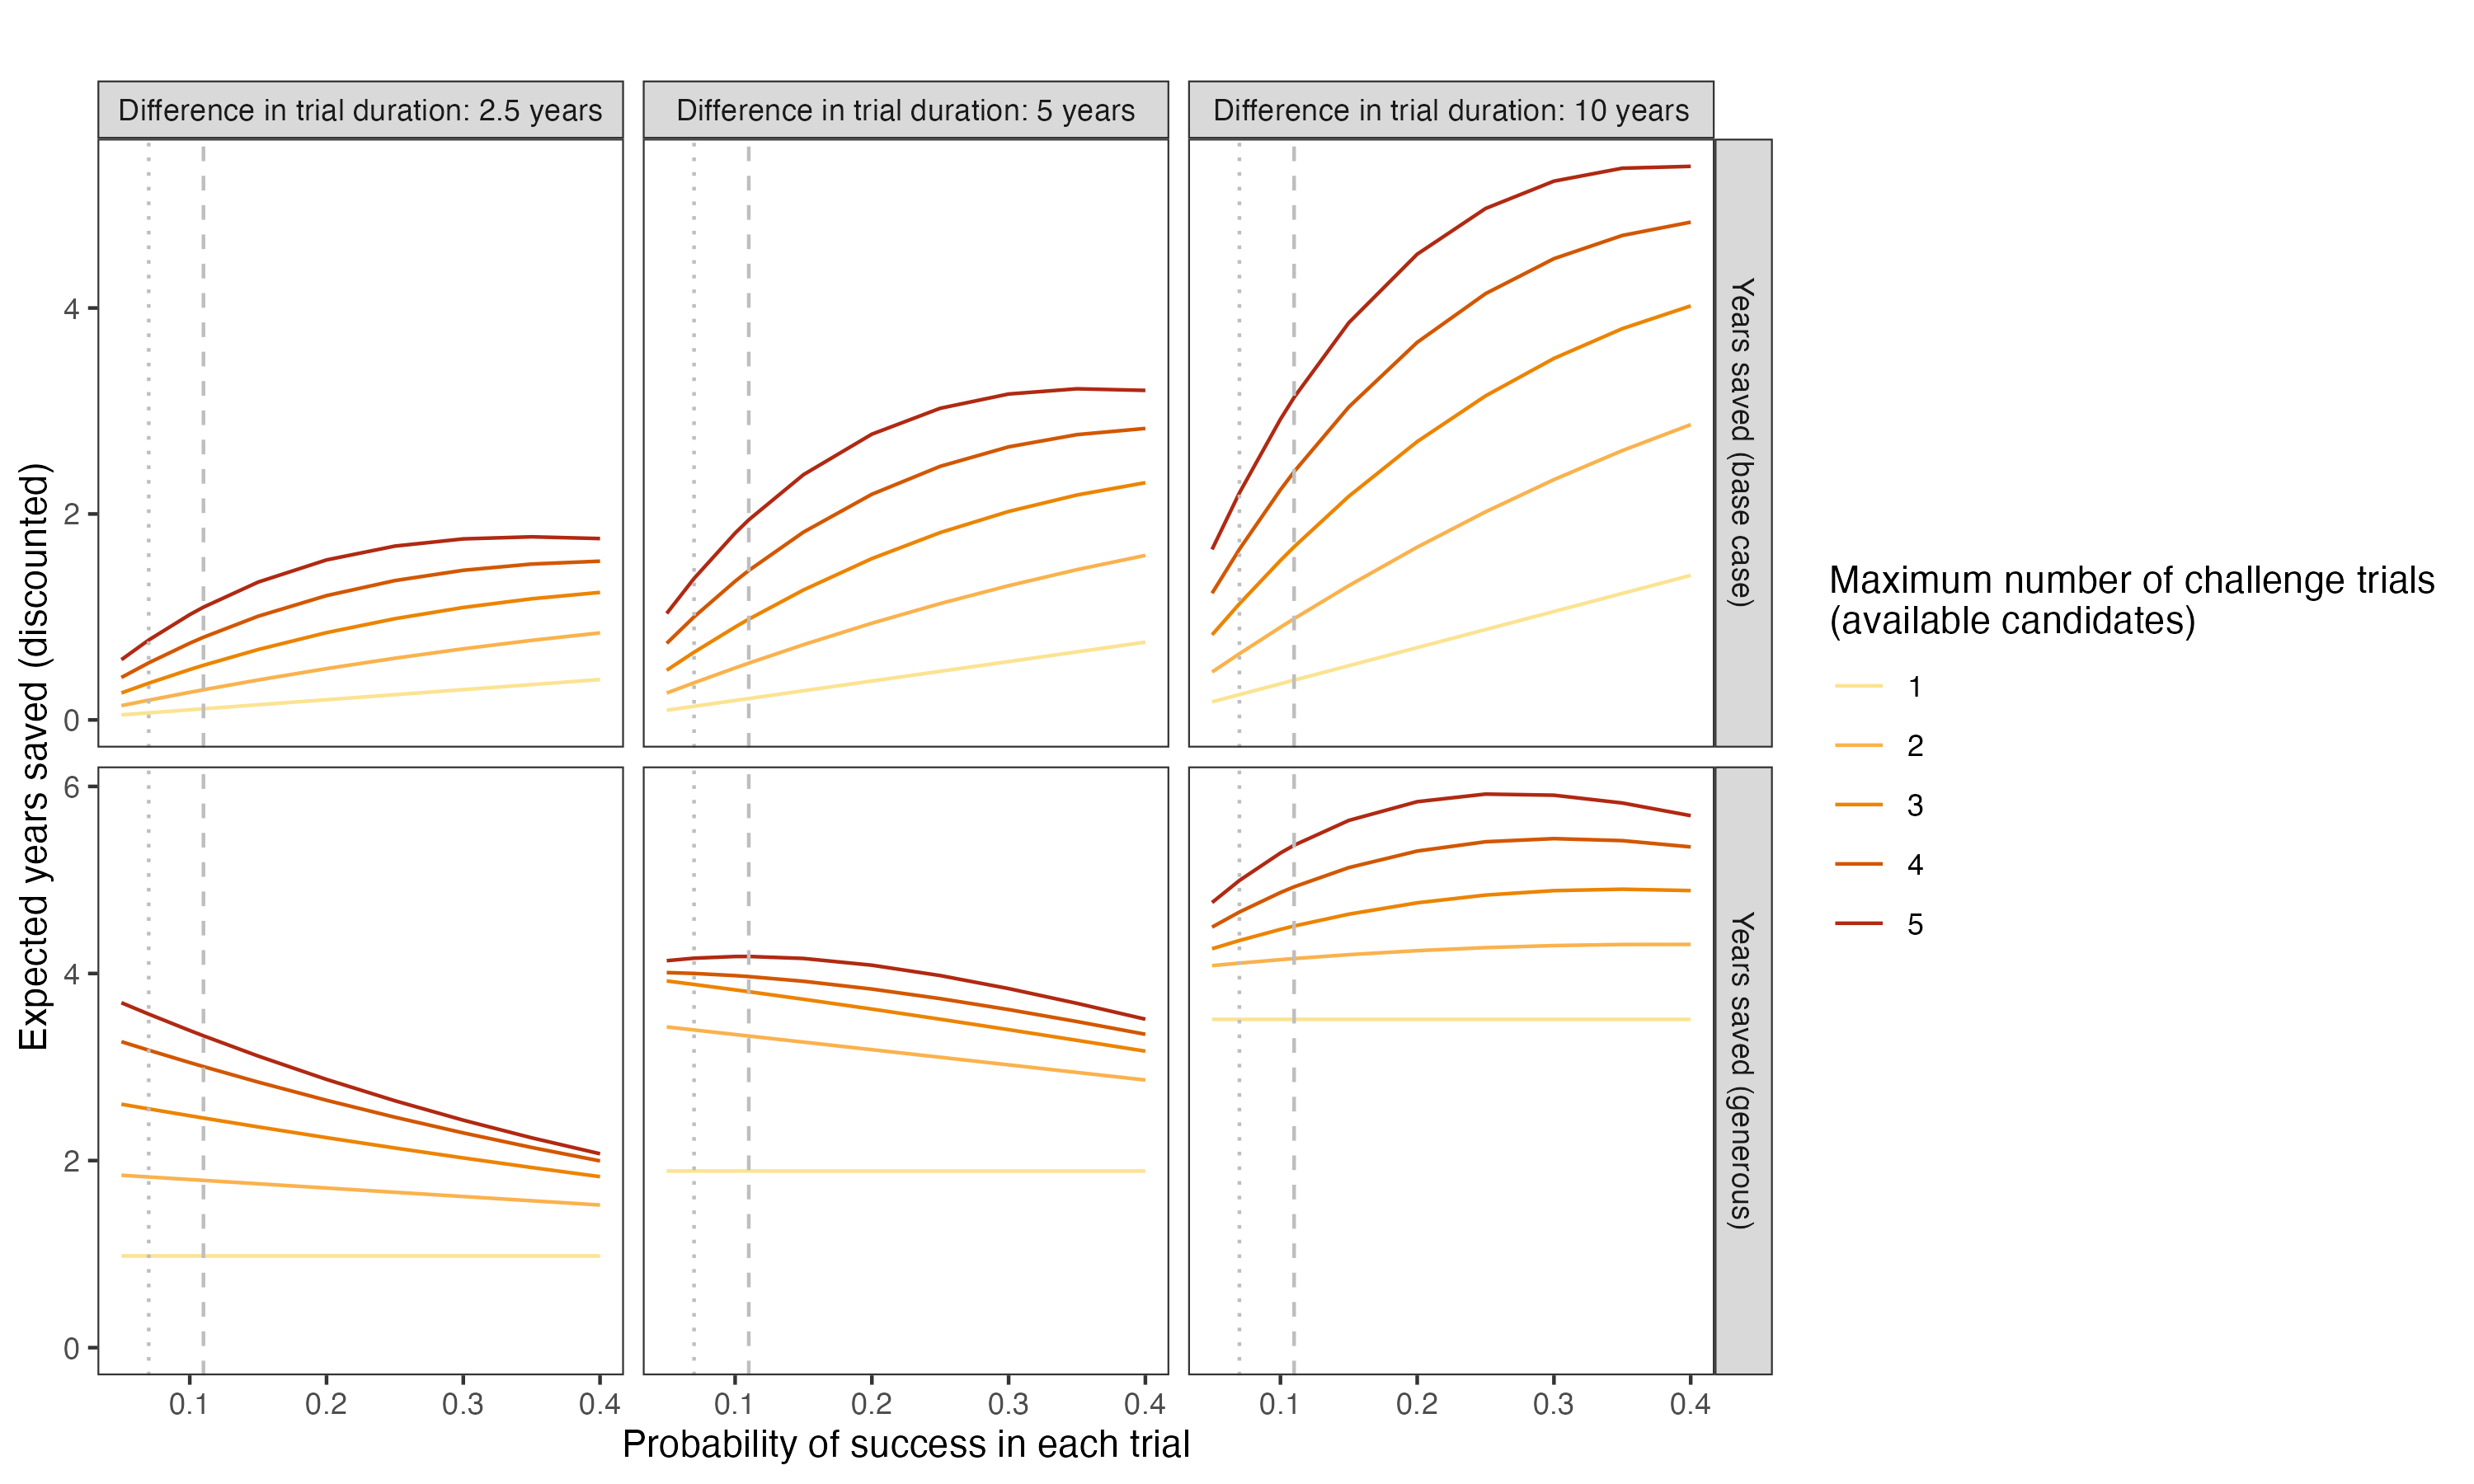 Difference in trial duration: 2.5 years
Difference in trial duration: 5 years
Difference in trial duration: 10 years
Expected years saved (discounted)
4
2
0
Years saved (base case)
6
4
2
0
Years saved (generous)
0.1 0.2 0.3 0.4
0.1 0.2 0.3 0.4
0.1 0.2 0.3 0.4
Probability of success in each trial
Maximum number of challenge trials
(available candidates)
1
2
3
4
5